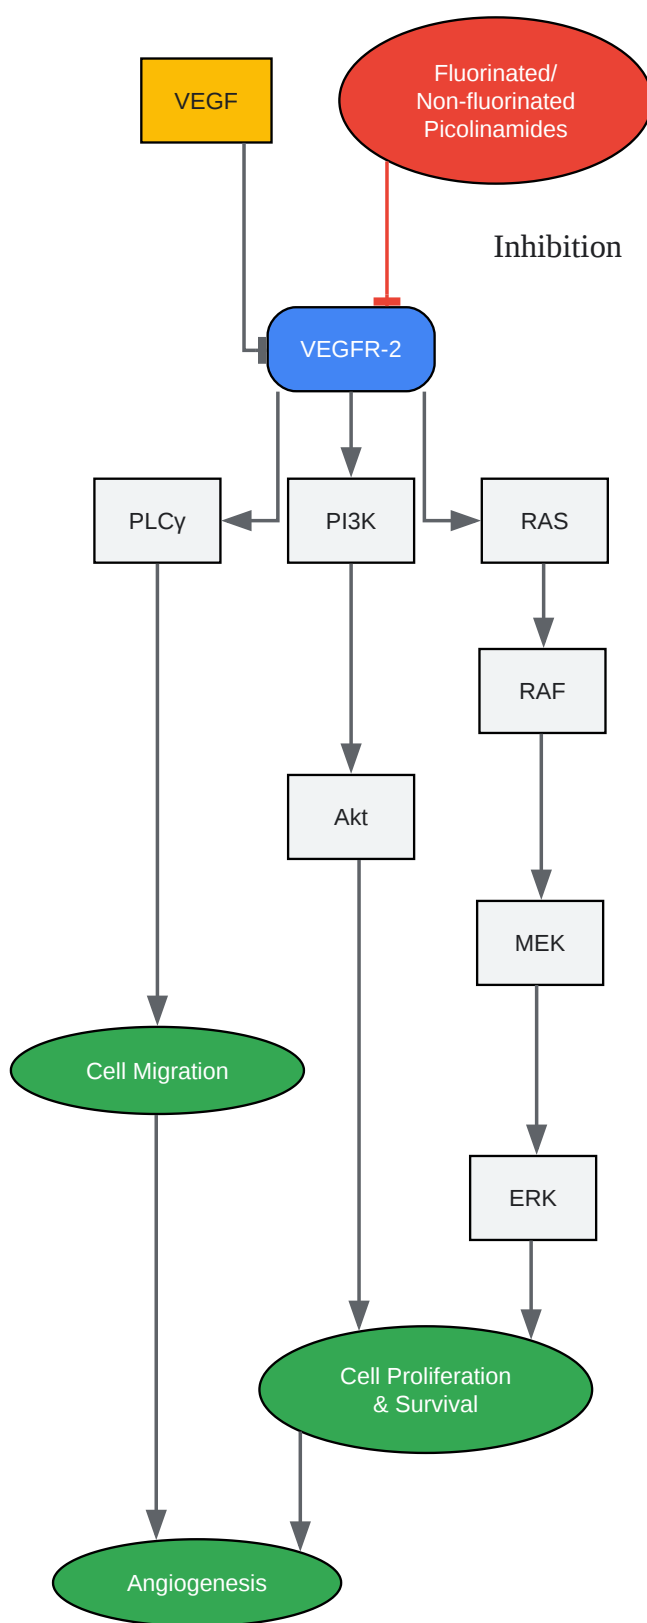 VEGF
Fluorinated/
Non-fluorinated
Picolinamides
Inhibition
VEGFR-2
PLCγ
PI3K
RAS
RAF
Akt
MEK
Cell Migration
ERK
Cell Proliferation
& Survival
Angiogenesis